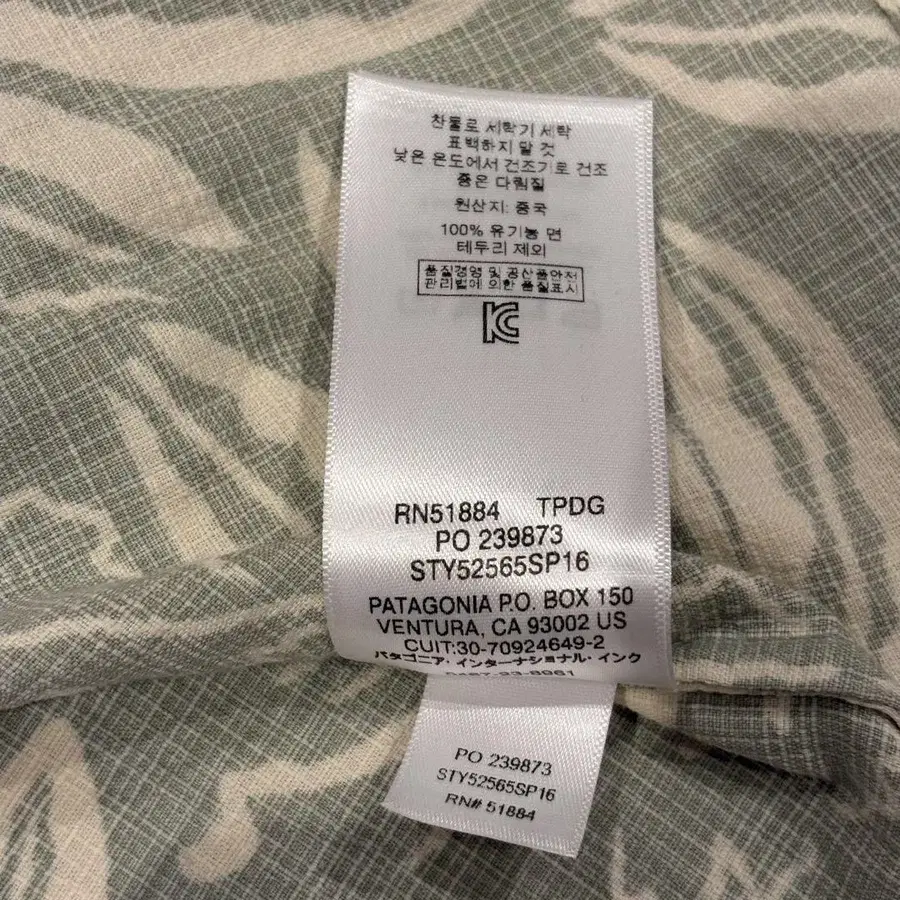 찬물로 세탁기 세탁
표백하지 말 것
낮은 온도에서 건조기로 건조
중은 다림질
원산지: 중국
100% 유기농 면
테두리 제외
품질경영 및 공산품안전
관리법에 의한 품질표시
RN51884 TPDG
PO 239873
STY52565SP16
PATAGONIA P.O. BOX 150
VENTURA, CA 93002 US
CUIT:30-70924649-2
パタゴニア・インターナショナル・インク
PO 239873
STY52565SP16
RN# 51884